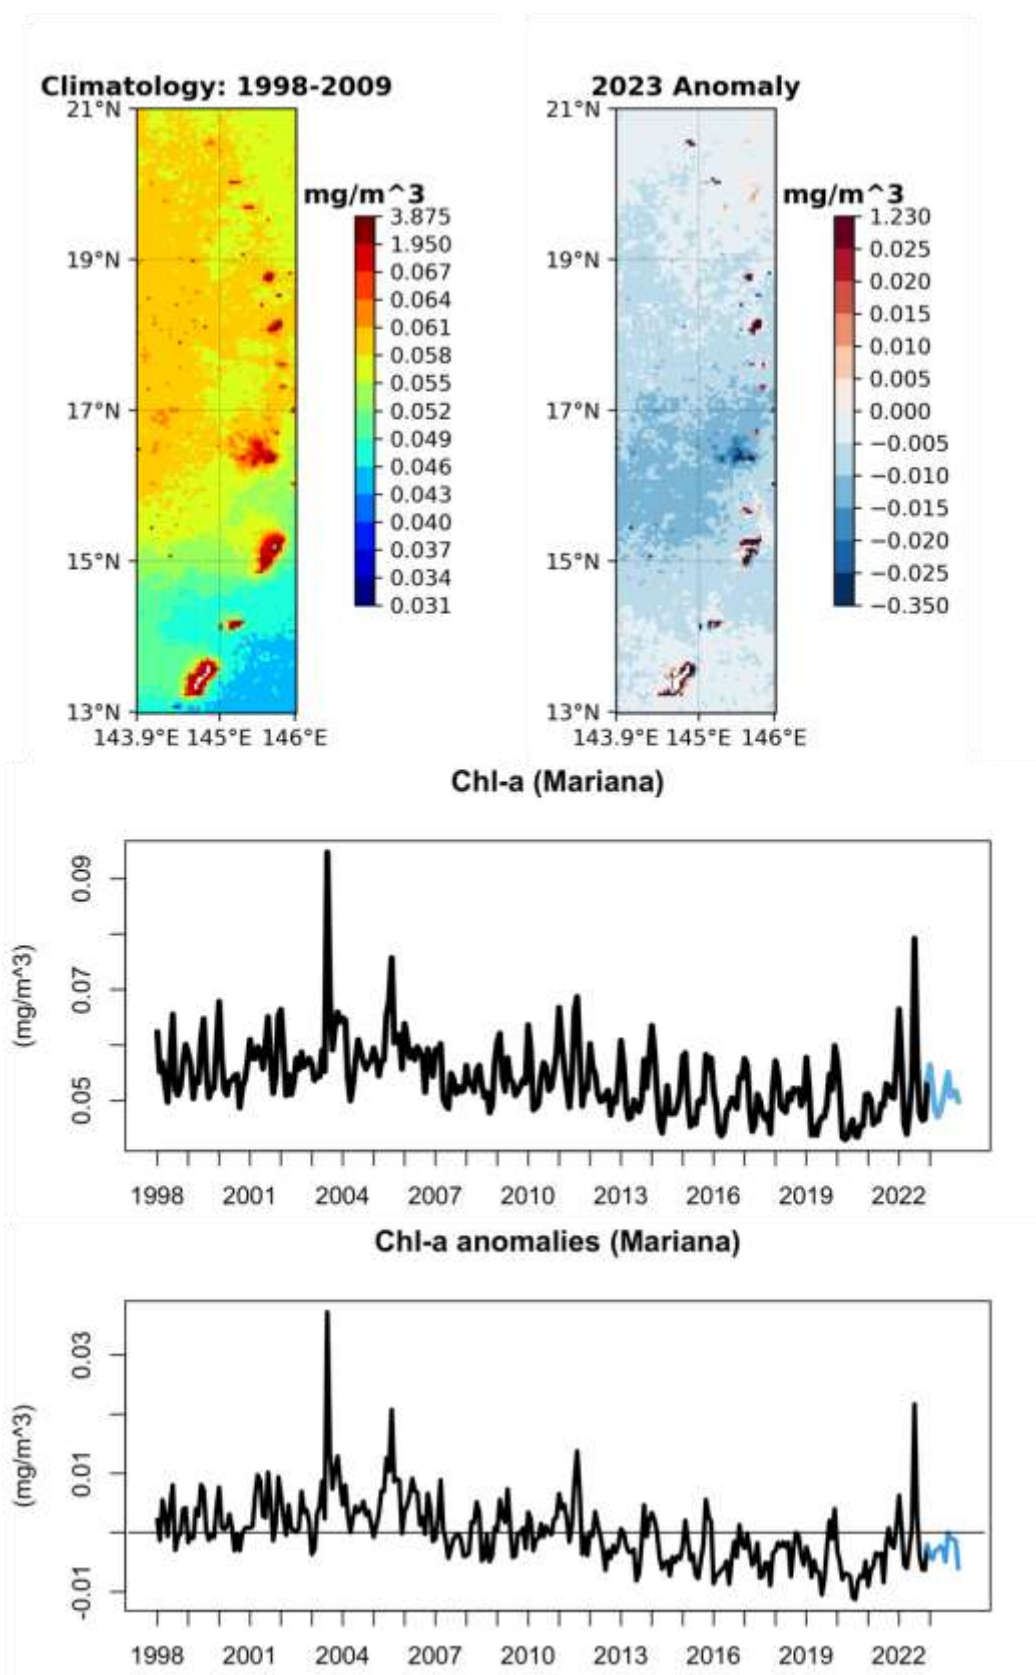 Climatology: 1998-2009
21°N
19°N
17°N
15°N
13°N
143.9°E 145°E 146°E
mg/m^3
3.875
1.950
0.067
0.064
0.061
0.058
0.055
0.052
0.049
0.046
0.043
0.040
0.037
0.034
0.031
2023 Anomaly
21°N
19°N
17°N
15°N
13°N
143.9°E 145°E 146°E
mg/m^3
1.230
0.025
0.020
0.015
0.010
0.005
0.000
−0.005
−0.010
−0.015
−0.020
−0.025
−0.350
Chl-a (Mariana)
(mg/m^3)
0.09
0.07
0.05
1998 2001 2004 2007 2010 2013 2016 2019 2022
Chl-a anomalies (Mariana)
(mg/m^3)
0.03
0.01
-0.01
1998 2001 2004 2007 2010 2013 2016 2019 2022